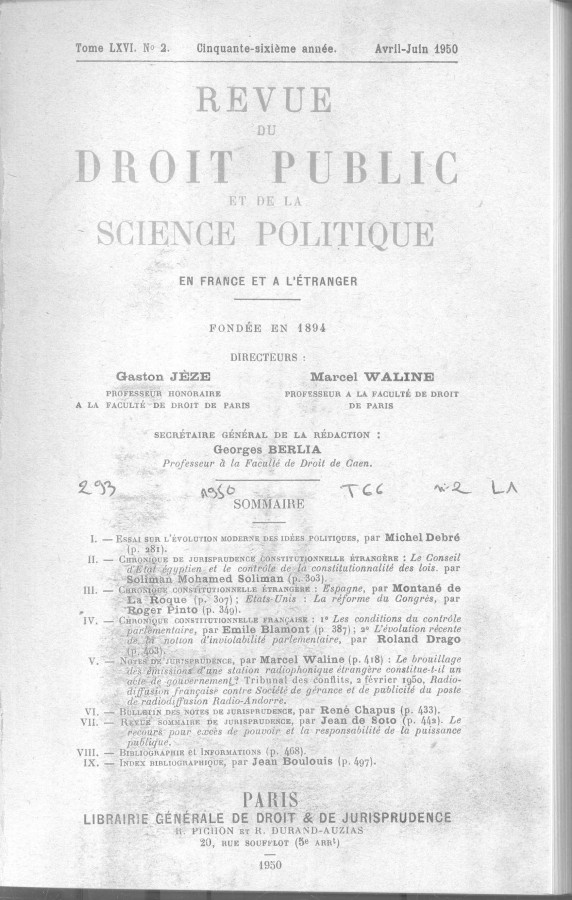 Tome LXVI. No 2. Cinquante-sixième année. Avril-Juin 1950
REVUE
DU
DROIT PUBLIC
ET DE LA
SCIENCE POLITIQUE
EN FRANCE ET A L'ÉTRANGER
FONDÉE EN 1894
DIRECTEURS :
Gaston JÈZE Marcel WALINE
PROFESSEUR HONORAIRE PROFESSEUR A LA FACULTÉ DE DROIT
A LA FACULTÉ DE DROIT DE PARIS DE PARIS
SECRÉTAIRE GÉNÉRAL DE LA RÉDACTION :
Georges BERLIA
Professeur à la Faculté de Droit de Caen.
293 1950 T66 n°2 L1
SOMMAIRE
I. — ESSAI SUR L'ÉVOLUTION MODERNE DES IDÉES POLITIQUES, par Michel Debré
(p. 281).
II. — CHRONIQUE DE JURISPRUDENCE CONSTITUTIONNELLE ÉTRANGÈRE : Le Conseil
d'Etat égyptien et le contrôle de la constitutionnalité des lois. par
Soliman Mohamed Soliman (p. 303).
III. — CHRONIQUE CONSTITUTIONNELLE ÉTRANGÈRE : Espagne, par Montané de
La Roque (p. 307) ; Etats-Unis : La réforme du Congrès, par
Roger Pinto (p. 349).
IV. — CHRONIQUE CONSTITUTIONNELLE FRANÇAISE : 1° Les conditions du contrôle
parlementaire, par Emile Blamont (p. 387) ; 2° L'évolution récente
de la notion d'inviolabilité parlementaire, par Roland Drago
(p. 403).
V. — NOTES DE JURISPRUDENCE, par Marcel Waline (p. 418) : Le brouillage
des émissions d'une station radiophonique étrangère constitue-t-il un
acte de gouvernement ? Tribunal des conflits, 2 février 1950, Radio-
diffusion française contre Société de gérance et de publicité du poste
de radiodiffusion Radio-Andorre.
VI. — BULLETIN DES NOTES DE JURISPRUDENCE, par René Chapus (p. 433).
VII. — REVUE SOMMAIRE DE JURISPRUDENCE, par Jean de Soto (p. 442). Le
recours pour excès de pouvoir et la responsabilité de la puissance
publique.
VIII. — BIBLIOGRAPHIE et INFORMATIONS (p. 468).
IX. — INDEX BIBLIOGRAPHIQUE, par Jean Boulouis (p. 497).
PARIS
LIBRAIRIE GÉNÉRALE DE DROIT & DE JURISPRUDENCE
R. PICHON ET R. DURAND-AUZIAS
20, RUE SOUFFLOT (5e ARRt)
1950